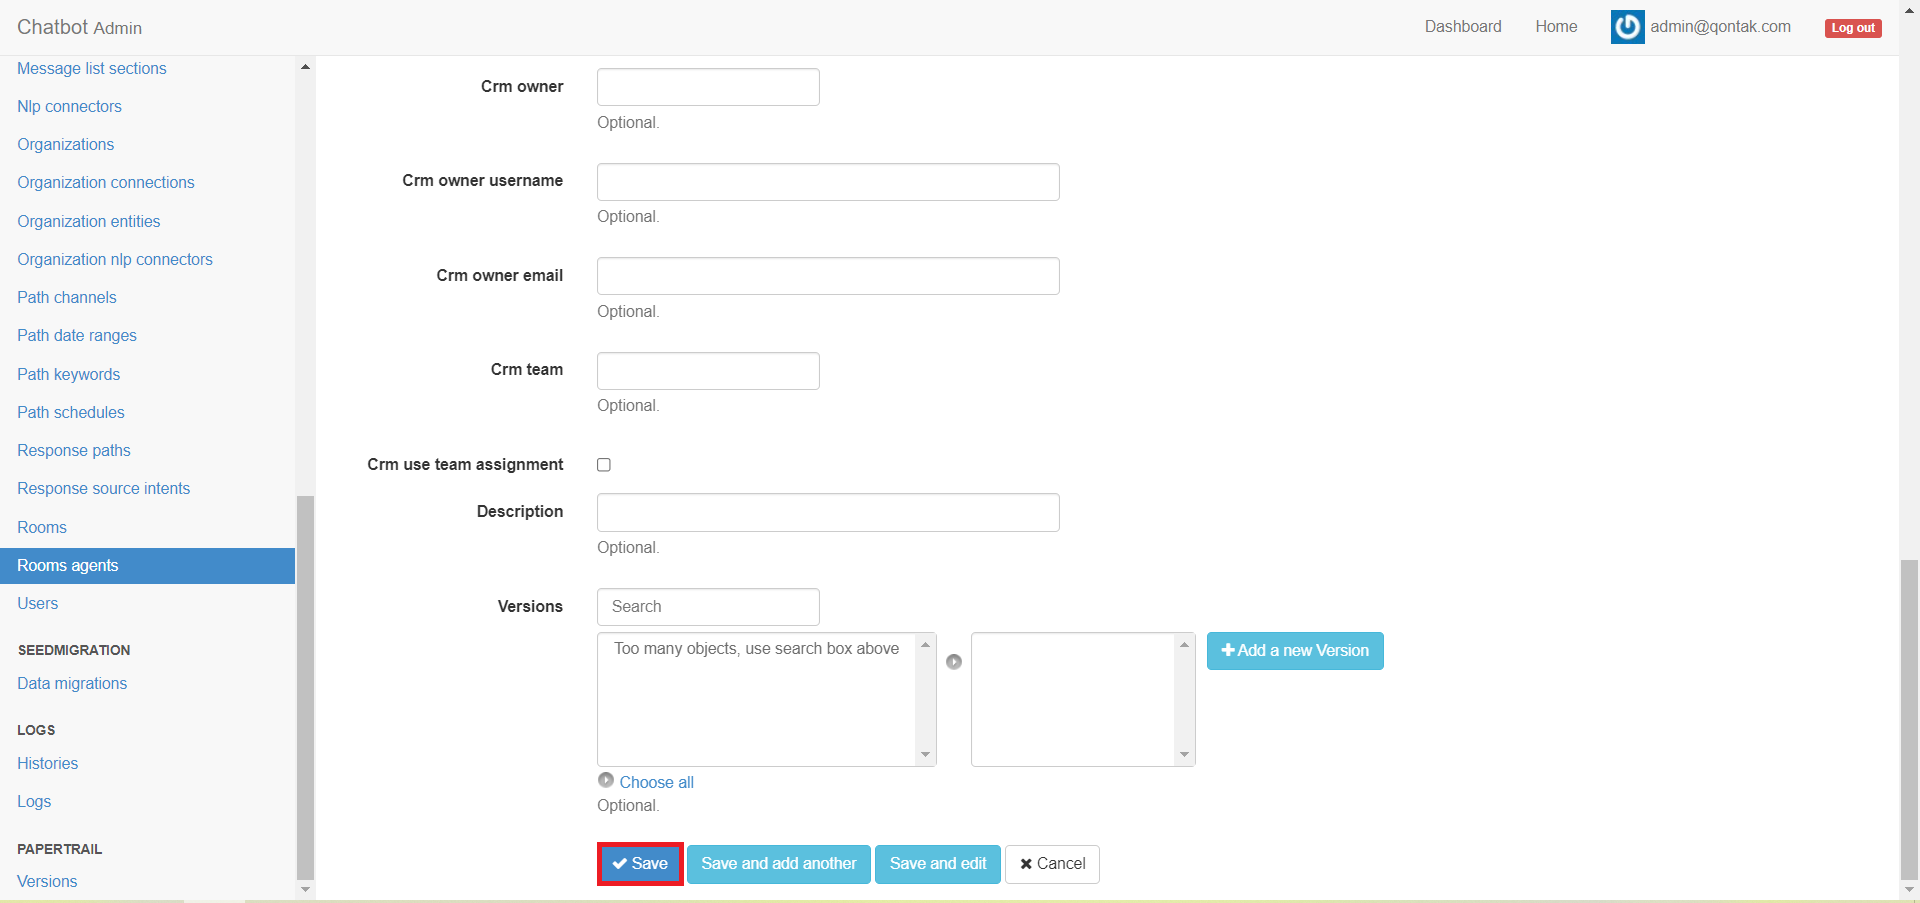 Chatbot Admin
Dashboard
Home
admin@qontak.com
Log out
Message list sections
Nlp connectors
Organizations
Organization connections
Organization entities
Organization nlp connectors
Path channels
Path date ranges
Path keywords
Path schedules
Response paths
Response source intents
Rooms
Rooms agents
Users
SEEDMIGRATION
Data migrations
LOGS
Histories
Logs
PAPERTRAIL
Versions
Crm owner
Optional.
Crm owner username
Optional.
Crm owner email
Optional.
Crm team
Optional.
Crm use team assignment
Description
Optional.
Versions
Search
Too many objects, use search box above
Add a new Version
Choose all
Optional.
Save
Save and add another
Save and edit
Cancel